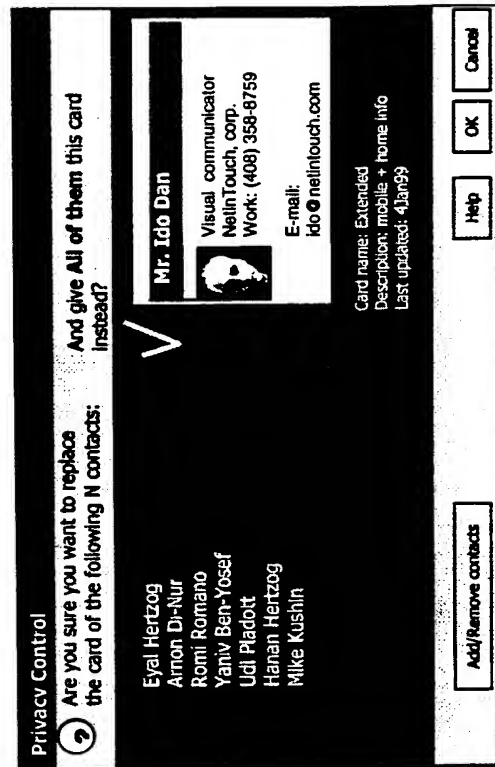 Privacy Control
? Are you sure you want to replace
the card of the following N contacts:
And give All of them this card
instead?
Eyal Hertzog
Arnon Di-Nur
Romi Romano
Yaniv Ben-Yosef
Udi Pladott
Hanan Hertzog
Mike Kushin
Mr. Ido Dan
Visual communicator
NetInTouch, corp.
Work: (408) 358-8759
E-mail:
ido@netintouch.com
Card name: Extended
Description: mobile + home info
Last updated: 4Jan99
Add/Remove contacts
Help
OK
Cancel